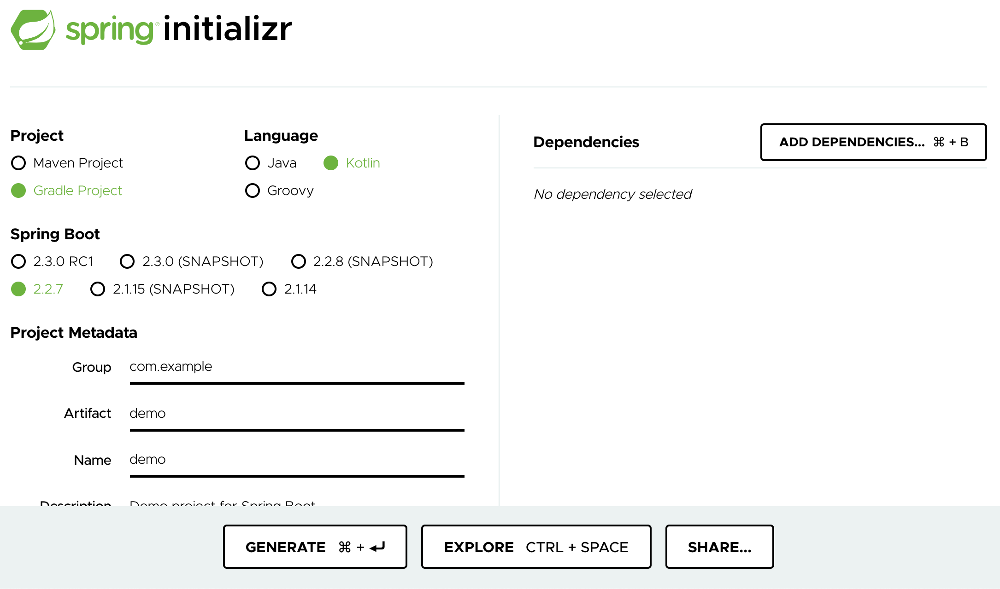 spring® initializr
Project
Maven Project
Gradle Project
Language
Java Kotlin
Groovy
Spring Boot
2.3.0 RC1 2.3.0 (SNAPSHOT) 2.2.8 (SNAPSHOT)
2.2.7 2.1.15 (SNAPSHOT) 2.1.14
Project Metadata
Group com.example
Artifact demo
Name demo
Description Demo project for Spring Boot
Dependencies
ADD DEPENDENCIES... ⌘ + B
No dependency selected
GENERATE ⌘ + ↵
EXPLORE CTRL + SPACE
SHARE...